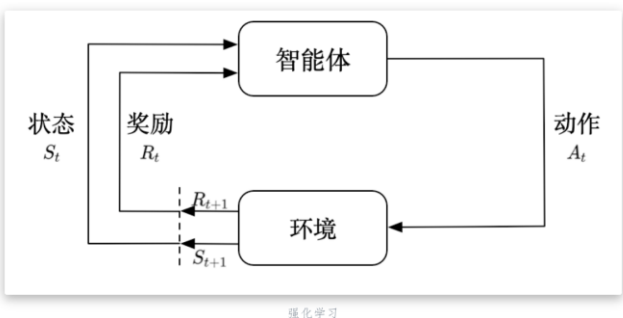 智能体
状态
S_t
奖励
R_t
动作
A_t
R_{t+1}
环境
S_{t+1}
强化学习